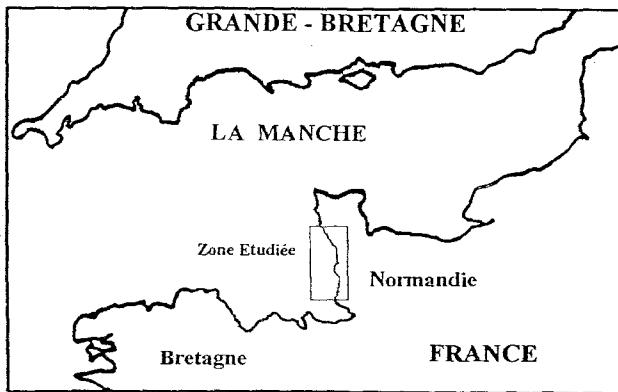 GRANDE - BRETAGNE
LA MANCHE
Zone Etudiée
Normandie
Bretagne
FRANCE